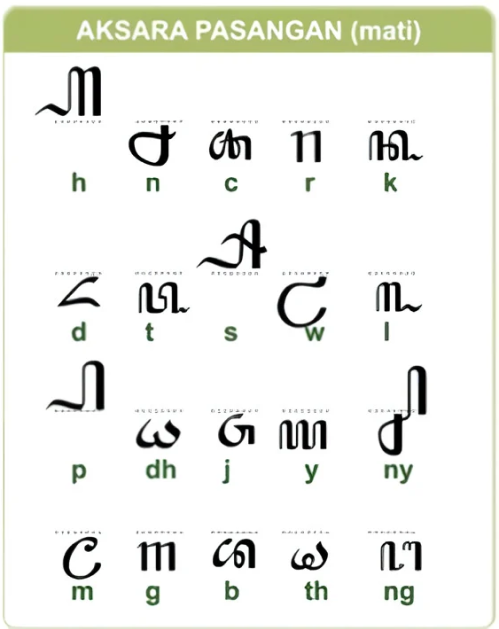 AKSARA PASANGAN (mati)
꧀ꦲ ꧀ꦤ ꧀ꦕ ꧀ꦫ ꧀ꦏ
h n c r k
꧀ꦢ ꧀ꦠ ꧀ꦱ ꧀ꦮ ꧀ꦭ
d t s w l
꧀ꦥ ꧀ꦝ ꧀ꦗ ꧀ꦪ ꧀ꦚ
p dh j y ny
꧀ꦩ ꧀ꦒ ꧀ꦧ ꧀ꦛ ꧀ꦔ
m g b th ng